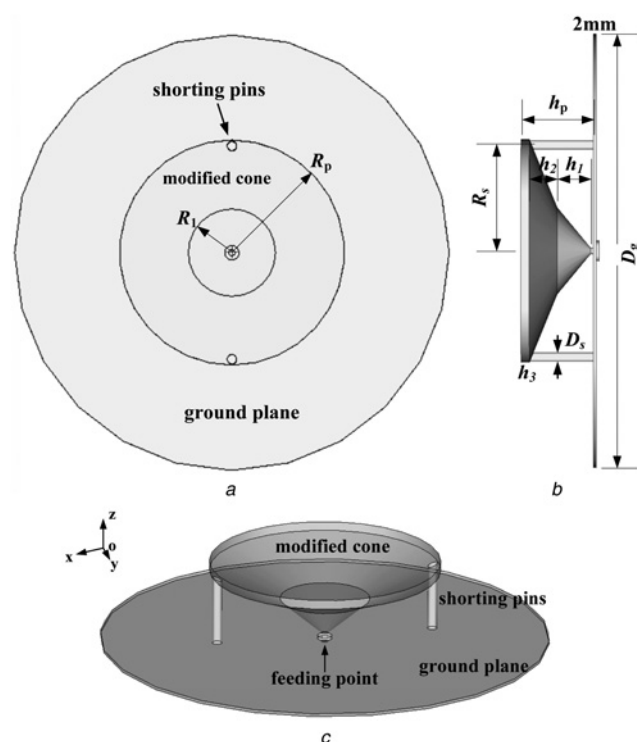 shorting pins
modified cone
Rp
R1
ground plane
a
2mm
hp
h2
h1
Rs
Dg
Ds
h3
b
z
x
o
y
modified cone
shorting pins
feeding point
ground plane
c